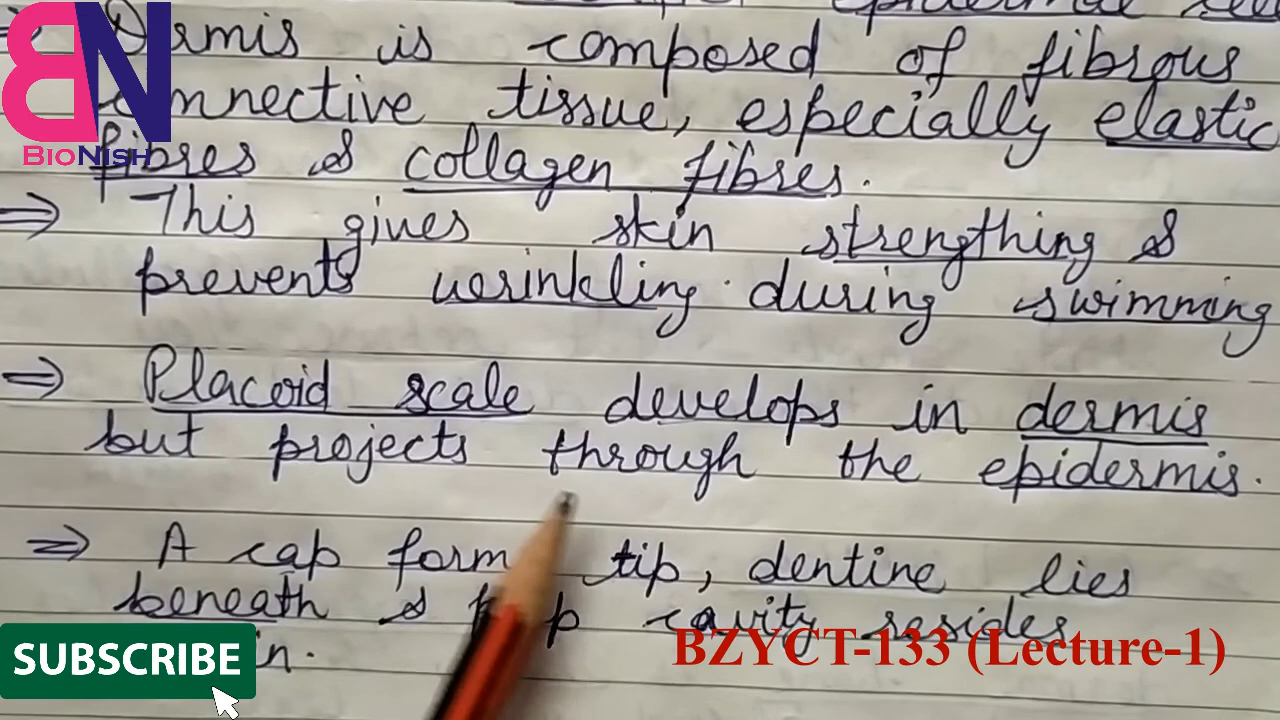 epidermal cell
⇒ Dermis is composed of fibrous
connective tissue, especially elastic
fibres & collagen fibres.
⇒ This gives skin strengthing &
prevents wrinkling during swimming
⇒ Placoid scale develops in dermis
but projects through the epidermis.
⇒ A cap form tip, dentine lies
beneath & cavity resides
BN
BIONISH
SUBSCRIBE
BZYCT-133 (Lecture-1)